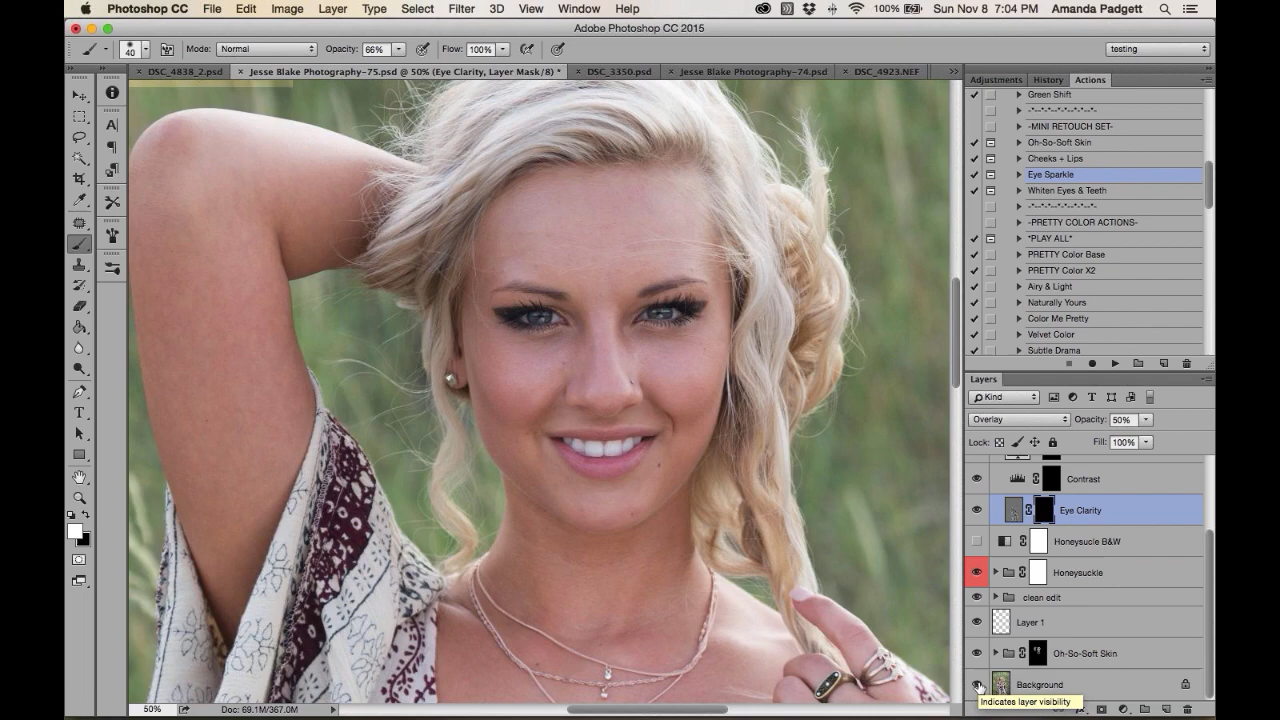 Photoshop CC File Edit Image Layer Type Select Filter 3D View Window Help 100% Sun Nov 8 7:04 PM Amanda Padgett
Adobe Photoshop CC 2015
40 Mode: Normal Opacity: 66% Flow: 100% testing
× DSC_4838_2.psd × Jesse Blake Photography-75.psd @ 50% (Eye Clarity, Layer Mask/8) * × DSC_3350.psd × Jesse Blake Photography-74.psd × DSC_4923.NEF >>
Adjustments History Actions
Green Shift
-*--*-*--*-*--*-*-
-MINI RETOUCH SET-
Oh-So-Soft Skin
Cheeks + Lips
Eye Sparkle
Whiten Eyes & Teeth
-*--*-*--*-*--*-*-
-PRETTY COLOR ACTIONS-
*PLAY ALL*
PRETTY Color Base
PRETTY Color X2
Airy & Light
Naturally Yours
Color Me Pretty
Velvet Color
Subtle Drama
Layers
Kind
Overlay Opacity: 50%
Lock: Fill: 100%
Contrast
Eye Clarity
Honeysucle B&W
Honeysuckle
clean edit
Layer 1
Oh-So-Soft Skin
Background
Indicates layer visibility
50% Doc: 69.1M/367.0M